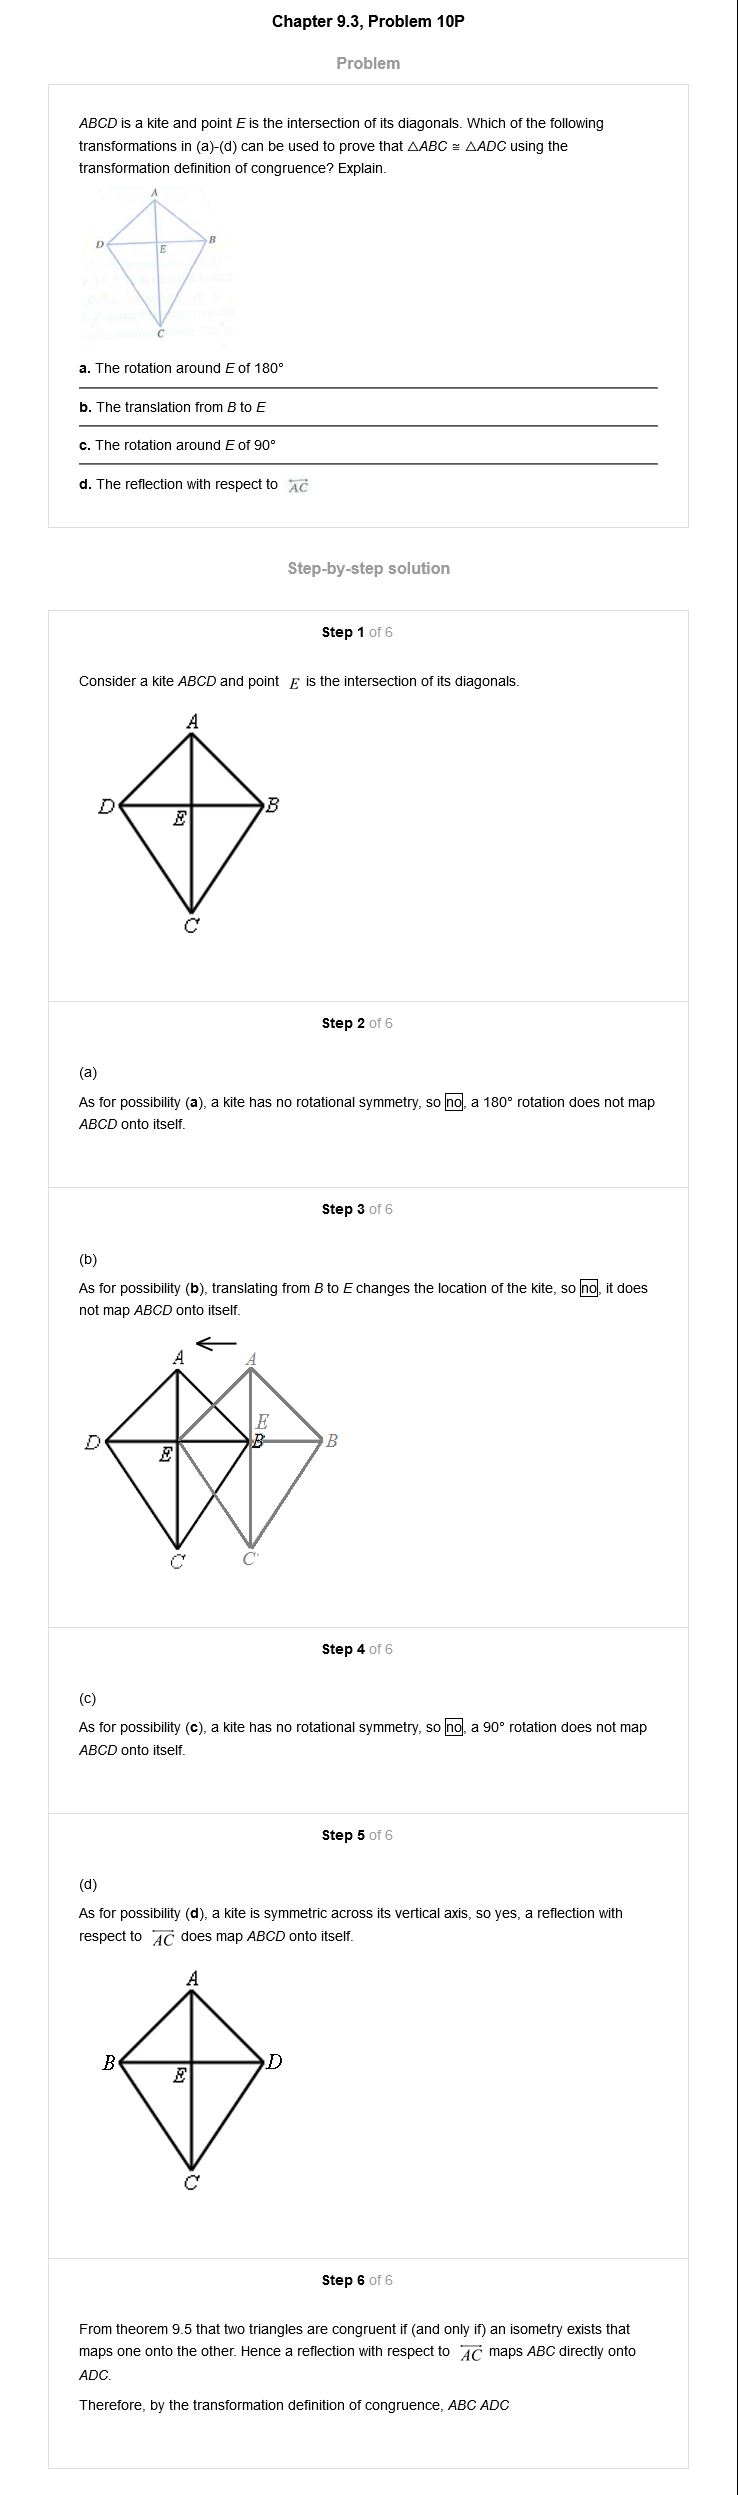 Chapter 9.3, Problem 10P
Problem
ABCD is a kite and point E is the intersection of its diagonals. Which of the following
transformations in (a)-(d) can be used to prove that △ABC ≅ △ADC using the
transformation definition of congruence? Explain.
A
D
B
E
C
a. The rotation around E of 180°
b. The translation from B to E
c. The rotation around E of 90°
d. The reflection with respect to AC
Step-by-step solution
Step 1 of 6
Consider a kite ABCD and point E is the intersection of its diagonals.
A
D
B
E
C
Step 2 of 6
(a)
As for possibility (a), a kite has no rotational symmetry, so no, a 180° rotation does not map
ABCD onto itself.
Step 3 of 6
(b)
As for possibility (b), translating from B to E changes the location of the kite, so no, it does
not map ABCD onto itself.
A A
E
D B B
E
C C'
Step 4 of 6
(c)
As for possibility (c), a kite has no rotational symmetry, so no, a 90° rotation does not map
ABCD onto itself.
Step 5 of 6
(d)
As for possibility (d), a kite is symmetric across its vertical axis, so yes, a reflection with
respect to AC does map ABCD onto itself.
A
B
D
E
C
Step 6 of 6
From theorem 9.5 that two triangles are congruent if (and only if) an isometry exists that
maps one onto the other. Hence a reflection with respect to AC maps ABC directly onto
ADC.
Therefore, by the transformation definition of congruence, ABC ADC